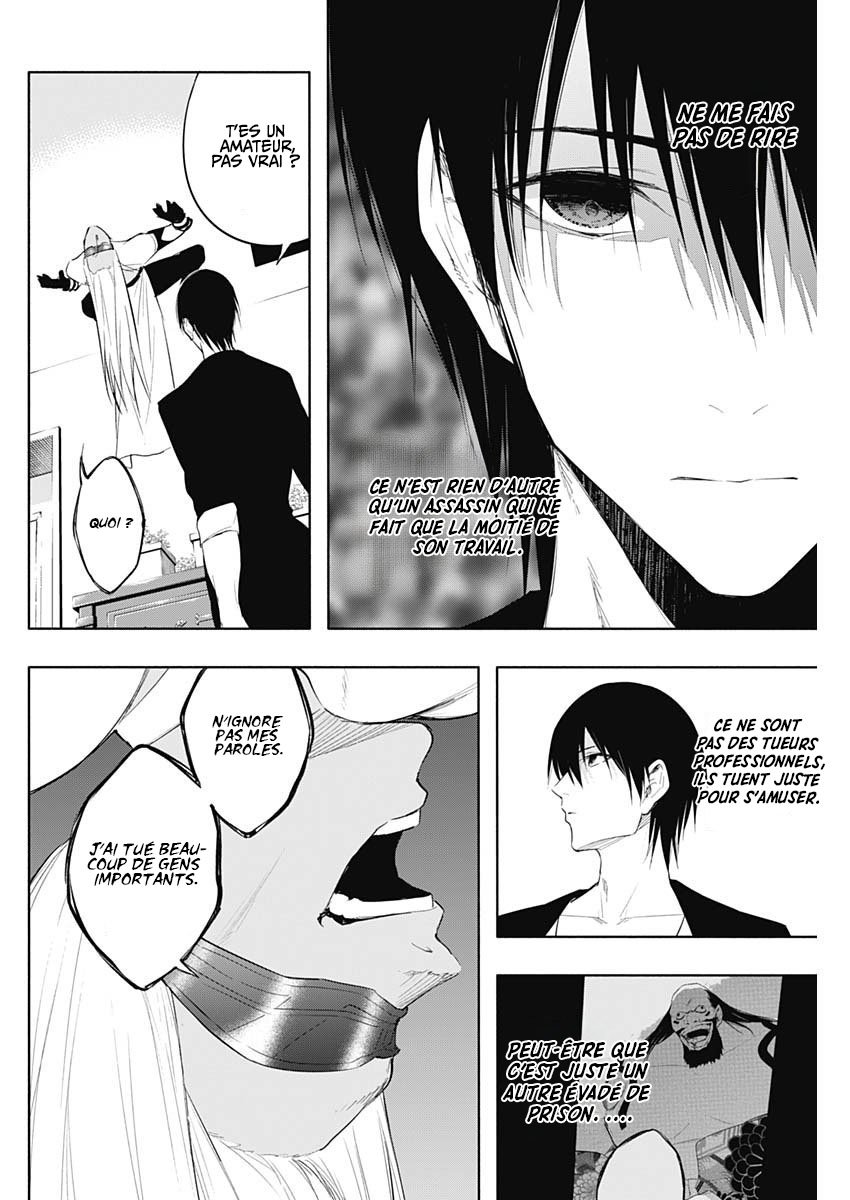 NE ME FAIS
PAS DE RIRE
CE N'EST RIEN D'AUTRE
QU'UN ASSASSIN QUI NE
FAIT QUE LA MOITIÉ DE
SON TRAVAIL.
T'ES UN
AMATEUR,
PAS VRAI ?
QUOI ?
CE NE SONT
PAS DES TUEURS
PROFESSIONNELS,
ILS TUENT JUSTE
POUR S'AMUSER.
PEUT-ÊTRE QUE
C'EST JUSTE UN
AUTRE ÉVADÉ DE
PRISON. .....
N'IGNORE
PAS MES
PAROLES.
J'AI TUÉ BEAU-
COUP DE GENS
IMPORTANTS.